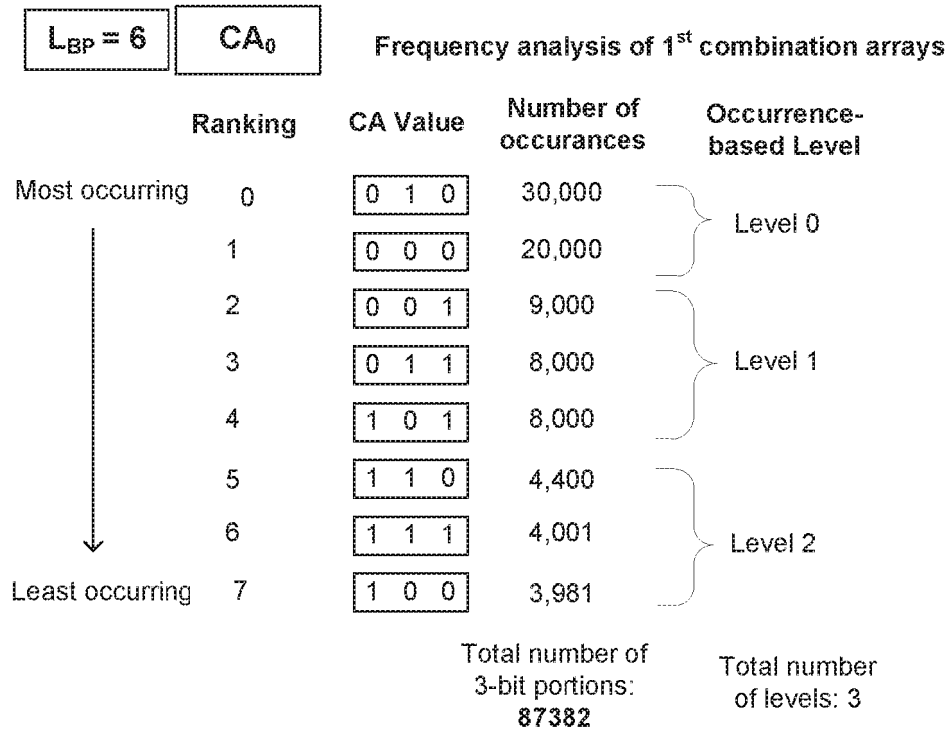 L_BP = 6 CA₀ Frequency analysis of 1st combination arrays
Ranking CA Value Number of occurances Occurrence-based Level
Most occurring 0 0 1 0 30,000
Level 0
1 0 0 0 20,000
2 0 0 1 9,000
3 0 1 1 8,000 Level 1
4 1 0 1 8,000
5 1 1 0 4,400
6 1 1 1 4,001 Level 2
Least occurring 7 1 0 0 3,981
Total number of
3-bit portions:
87382
Total number
of levels: 3